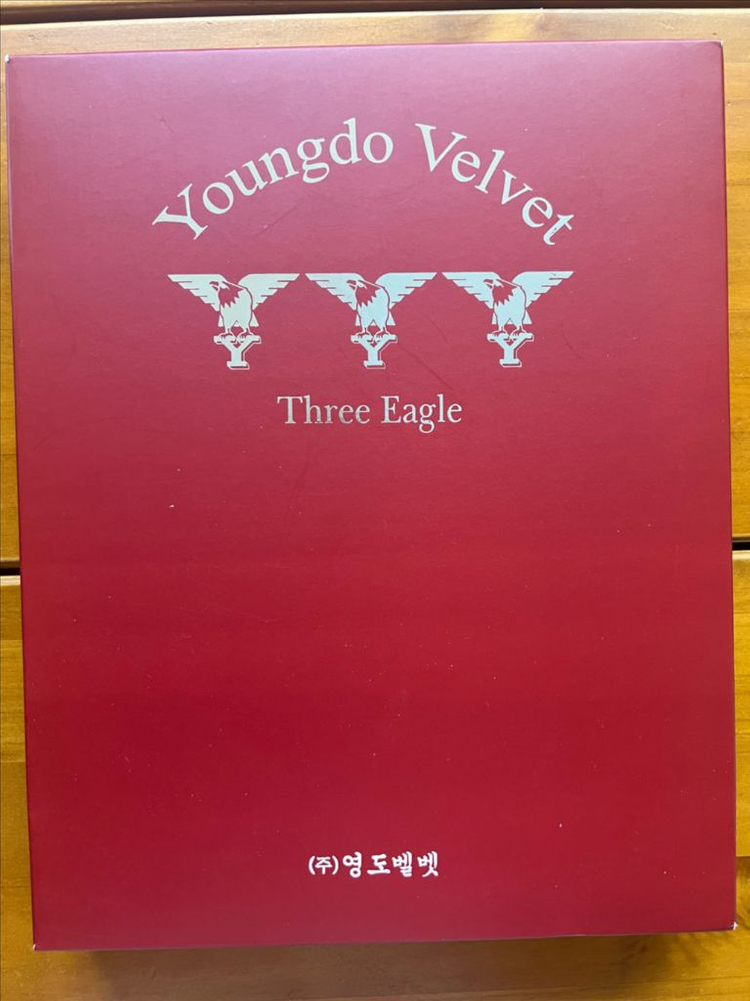 Youngdo Velvet
Y Y Y
Three Eagle
(주)영도벨벳